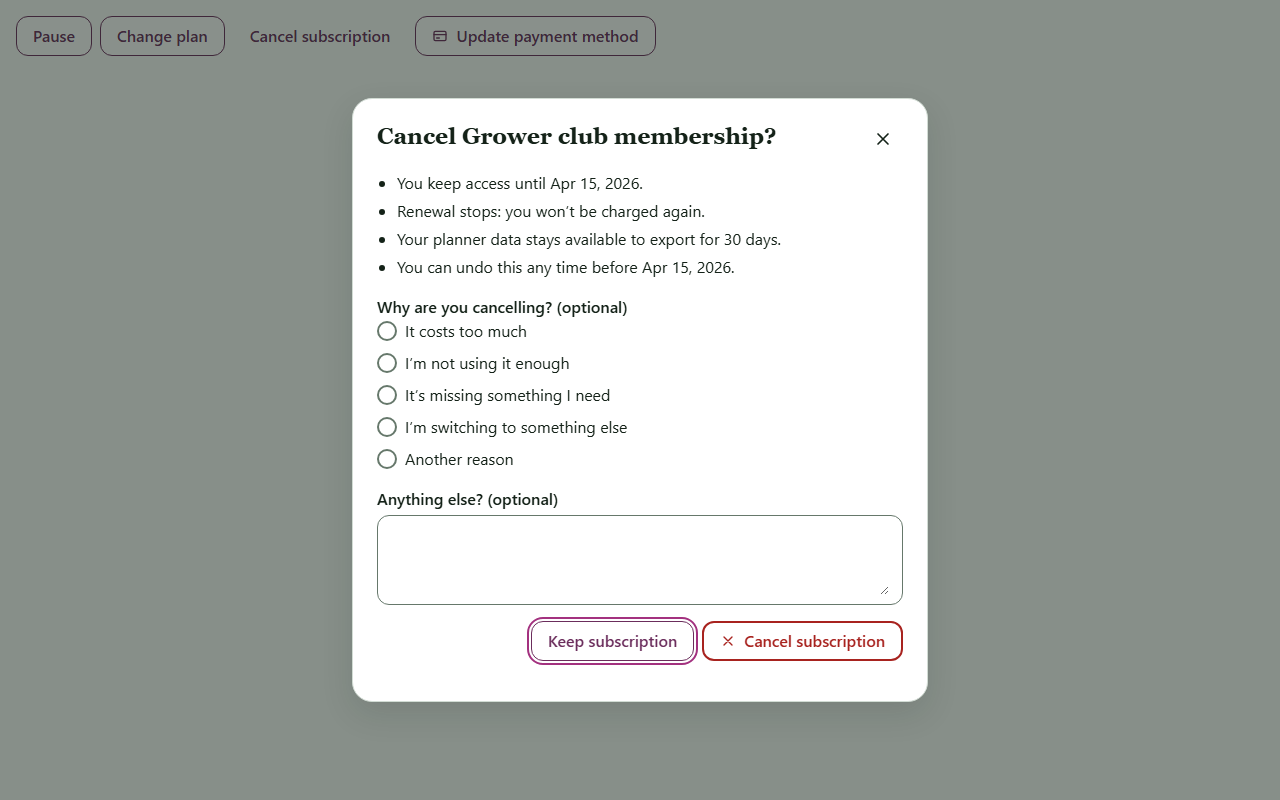 Pause
Change plan
Cancel subscription
Update payment method
Cancel Grower club membership?
You keep access until Apr 15, 2026.
Renewal stops: you won’t be charged again.
Your planner data stays available to export for 30 days.
You can undo this any time before Apr 15, 2026.
Why are you cancelling? (optional)
It costs too much
I’m not using it enough
It’s missing something I need
I’m switching to something else
Another reason
Anything else? (optional)
Keep subscription
Cancel subscription